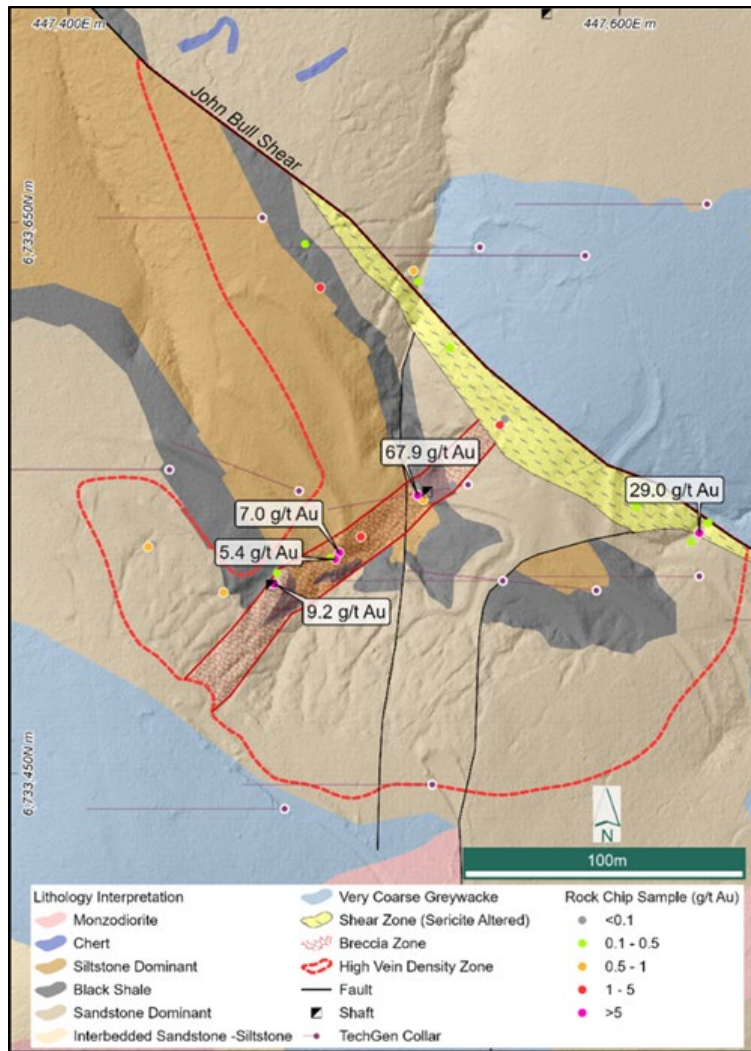 447,400E m
447,600E m
John Bull Shear
6,733,650N m
67.9 g/t Au
29.0 g/t Au
7.0 g/t Au
5.4 g/t Au
9.2 g/t Au
6,733,450N m
N
100m
Lithology Interpretation
Monzodiorite
Chert
Siltstone Dominant
Black Shale
Sandstone Dominant
Interbedded Sandstone -Siltstone
Very Coarse Greywacke
Shear Zone (Sericite Altered)
Breccia Zone
High Vein Density Zone
Fault
Shaft
TechGen Collar
Rock Chip Sample (g/t Au)
<0.1
0.1 - 0.5
0.5 - 1
1 - 5
>5